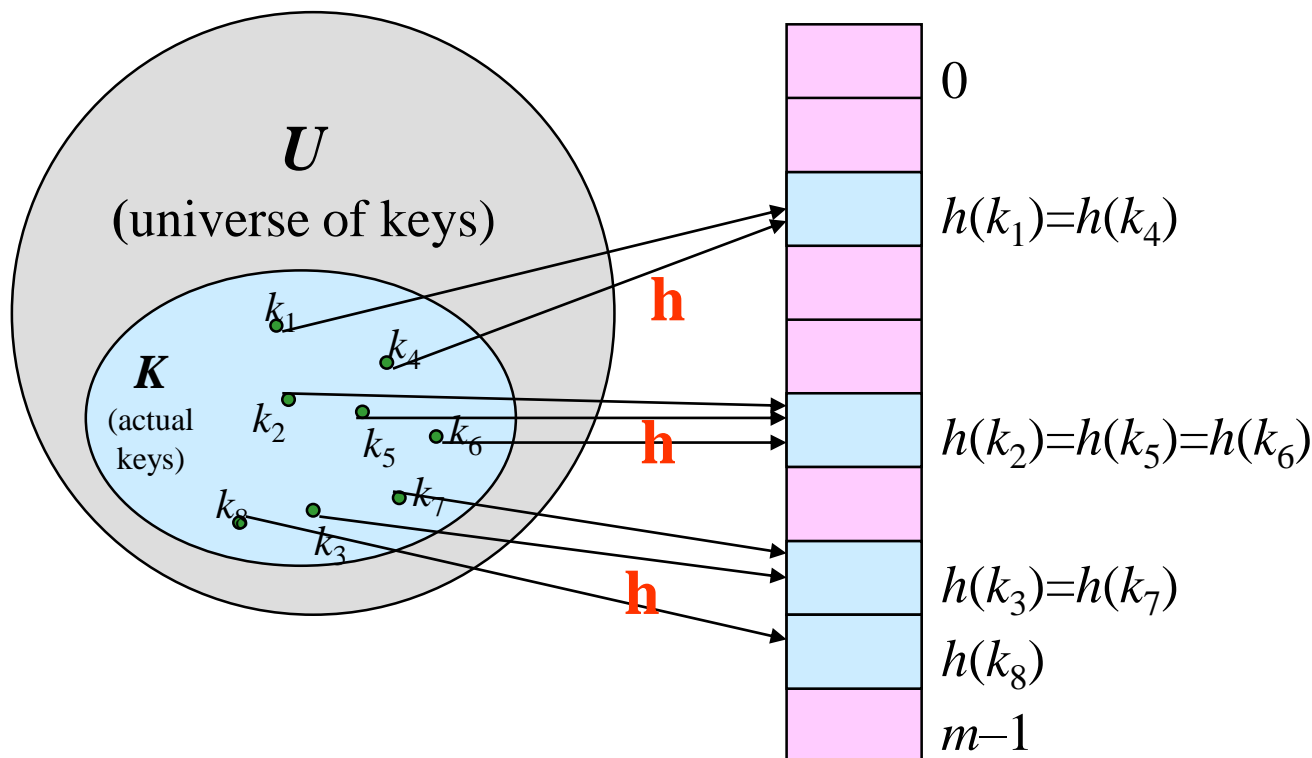 U
(universe of keys)
K
(actual
keys)
k₁
k₄
k₂
k₅
k₆
k₇
k₈
k₃
h
h
h
0
h(k₁)=h(k₄)
h(k₂)=h(k₅)=h(k₆)
h(k₃)=h(k₇)
h(k₈)
m–1